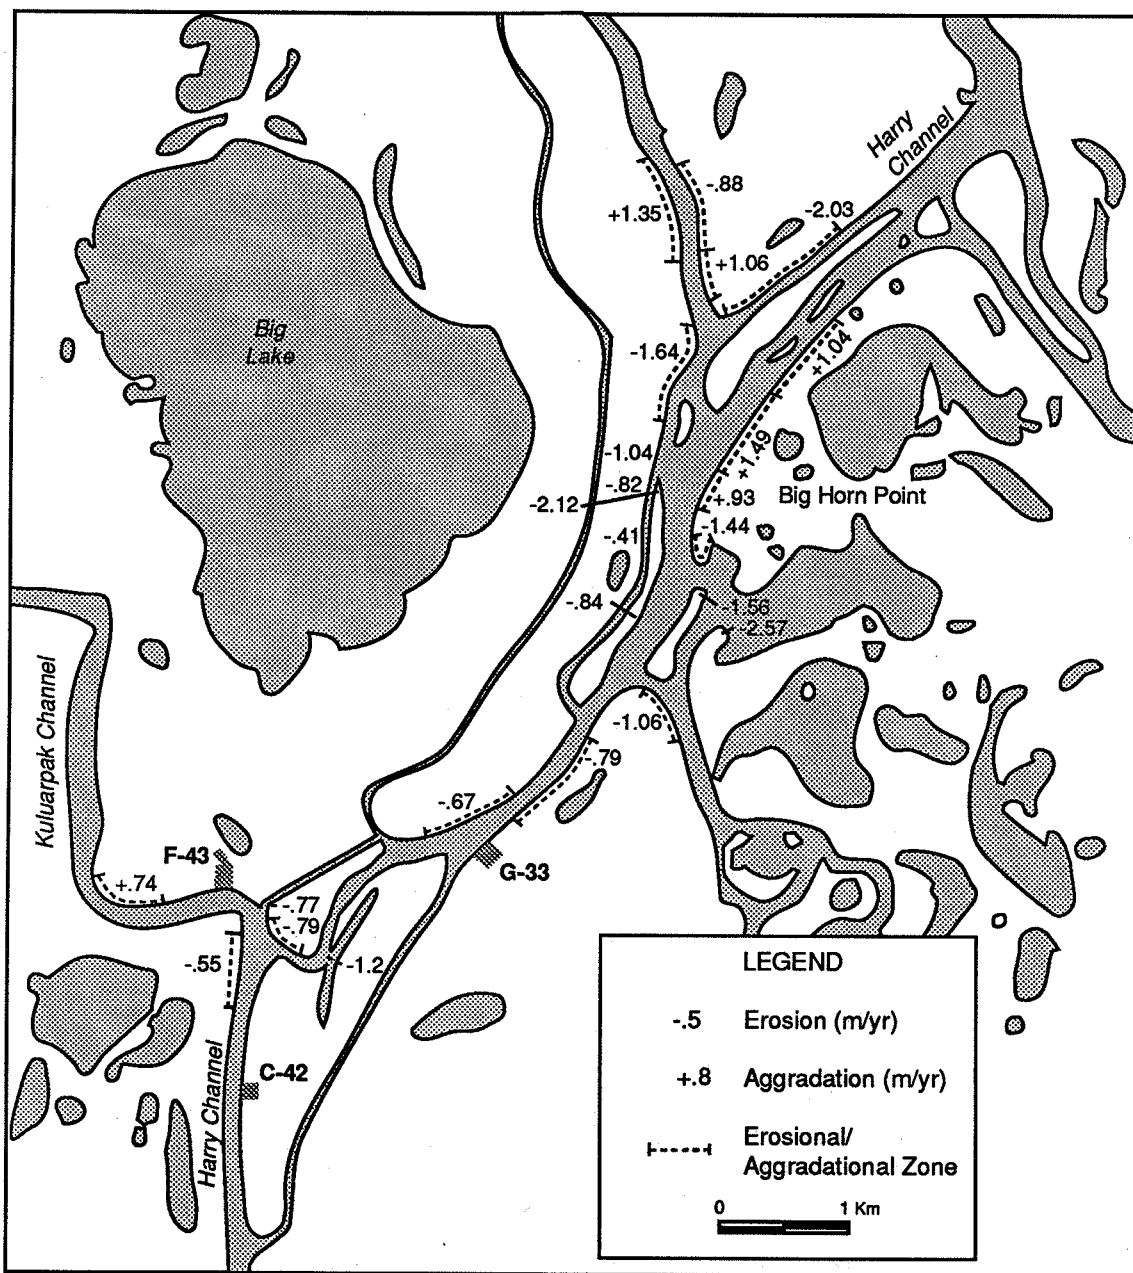 Harry
Channel
-.88
+1.35
-2.03
+1.06
Big
Lake
-1.64
+1.04
-1.04
+1.49
-.82
-2.12
+.93
Big Horn Point
-1.44
-.41
-.84
-1.56
-2.57
Kuluarpak Channel
-1.06
-.79
-.67
F-43
G-33
+.74
-.77
-.79
-.55
-1.2
C-42
Harry Channel
LEGEND
-.5 Erosion (m/yr)
+.8 Aggradation (m/yr)
Erosional/
Aggradational Zone
0 1 Km